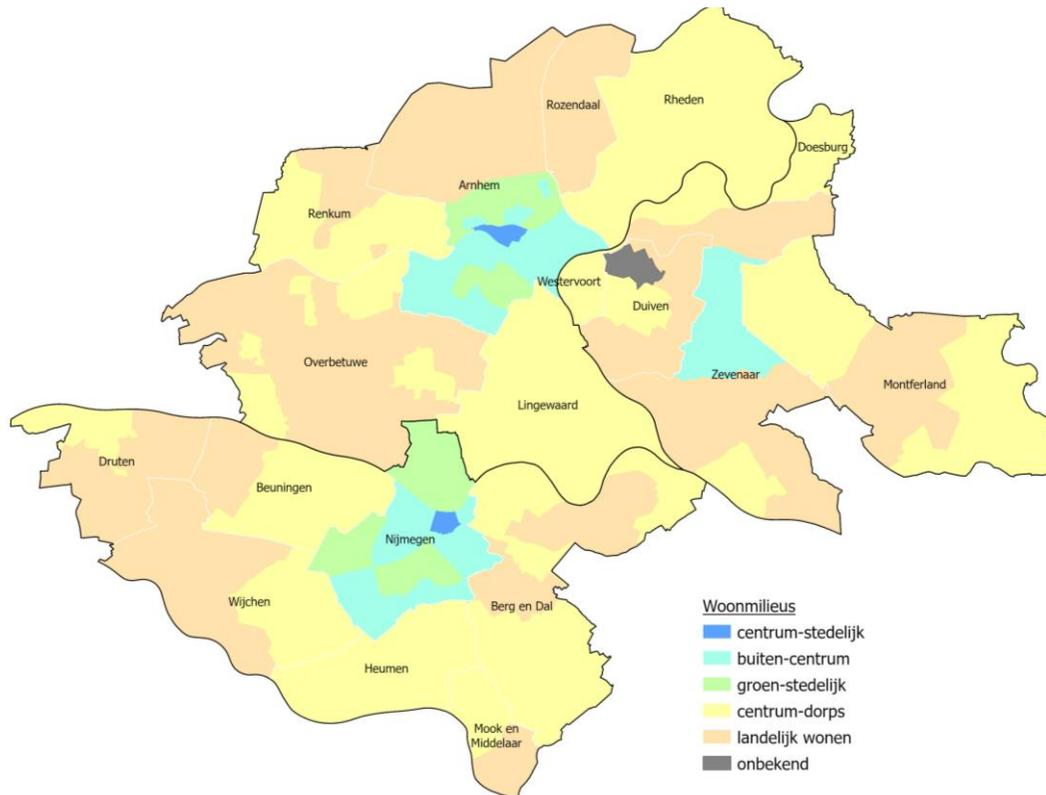 Rozendaal
Rheden
Doesburg
Arnhem
Renkum
Westervoort
Duiven
Overbetuwe
Zevenaar
Montferland
Lingewaard
Druten
Beuningen
Nijmegen
Wijchen
Berg en Dal
Heumen
Mook en
Middelaar
Woonmilieus
centrum-stedelijk
buiten-centrum
groen-stedelijk
centrum-dorps
landelijk wonen
onbekend